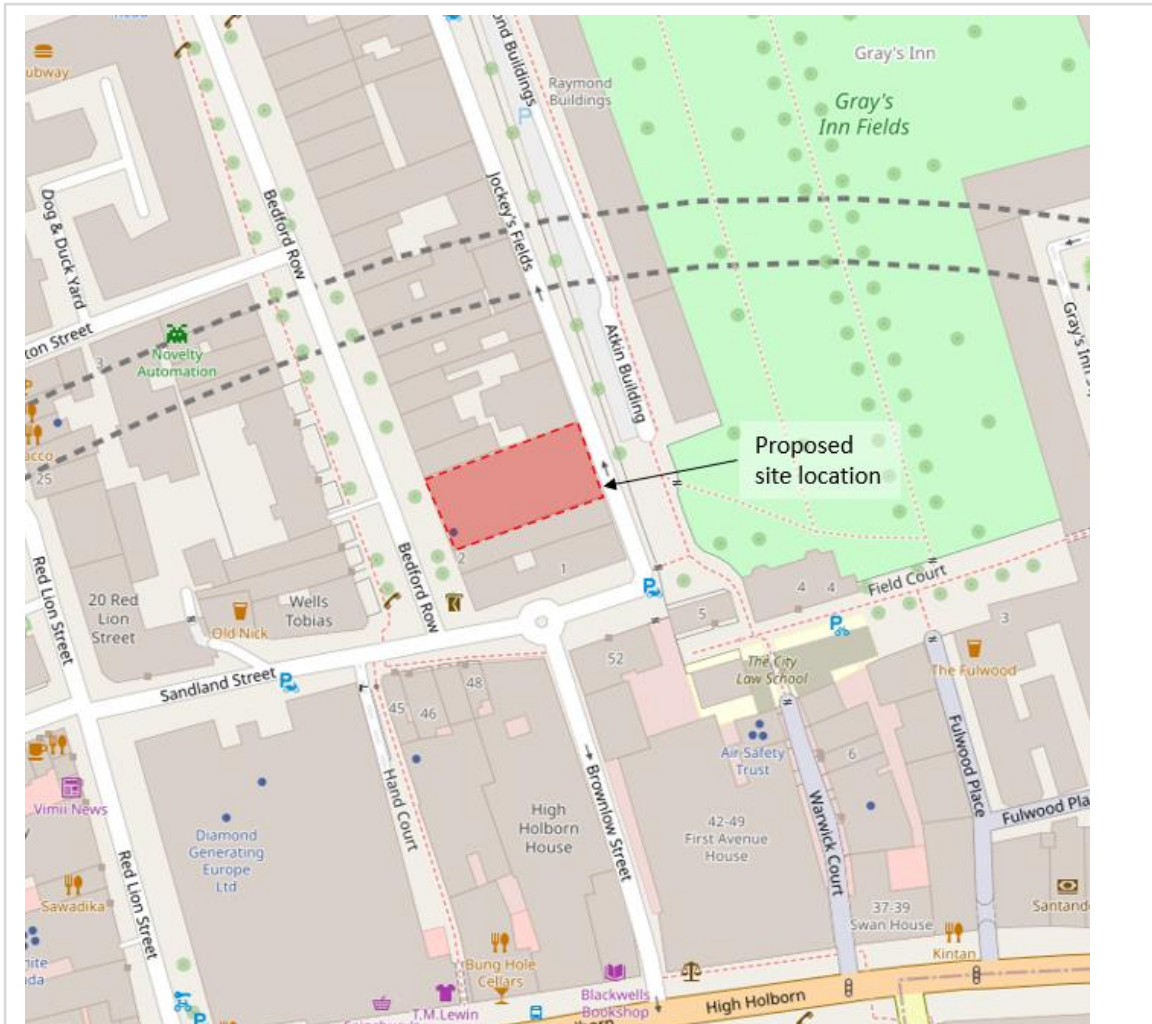 ubway
ond Buildings
Raymond
Buildings
Gray's Inn
Gray's
Inn Fields
Dog & Duck Yard
Bedford Row
Jockey's Fields
ton Street
3
Novelty
Automation
Atkin Building
Gray's Inn S
acco
25
Proposed
site location
Red Lion Street
20 Red
Lion
Street
Old Nick
Wells
Tobias
Bedford Row
2
1
P
5
4
4
Field Court
P
3
The City
Law School
The Fulwood
Sandland Street
P
52
45
46
48
Air Safety
Trust
6
Fulwood Place
Fulwood Pla
Vimii News
Hand Court
Brownlow Street
Warwick Court
Diamond
Generating
Europe
Ltd
High
Holborn
House
42-49
First Avenue
House
Red Lion Street
Sawadika
37-39
Swan House
Santand
Kintan
Bung Hole
Cellars
T.M.Lewin
Blackwells
Bookshop
High Holborn
P